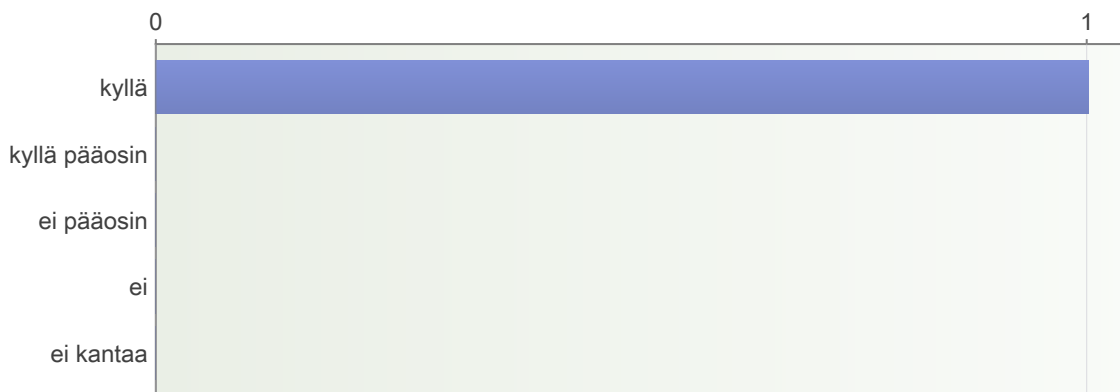 0 1
kyllä
kyllä pääosin
ei pääosin
ei
ei kantaa